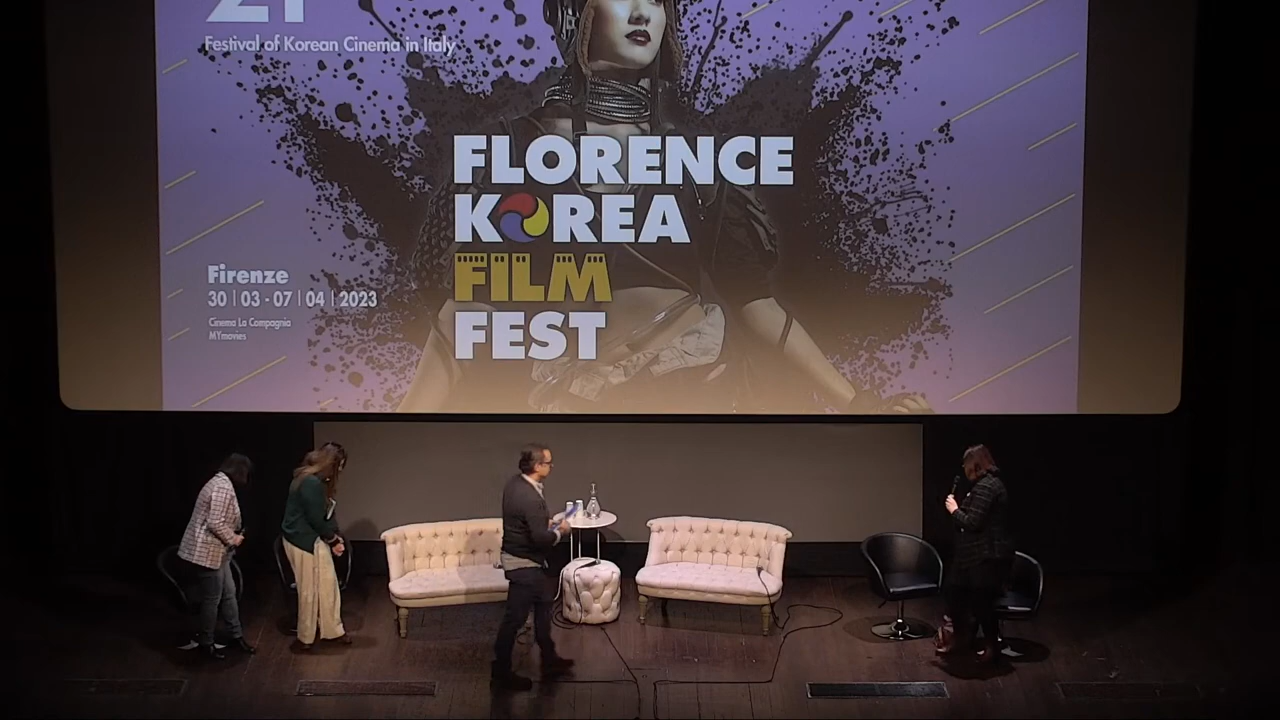 21
Festival of Korean Cinema in Italy
FLORENCE
KOREA
FILM
FEST
Firenze
30 | 03 - 07 | 04 | 2023
Cinema La Compagnia
MYmovies